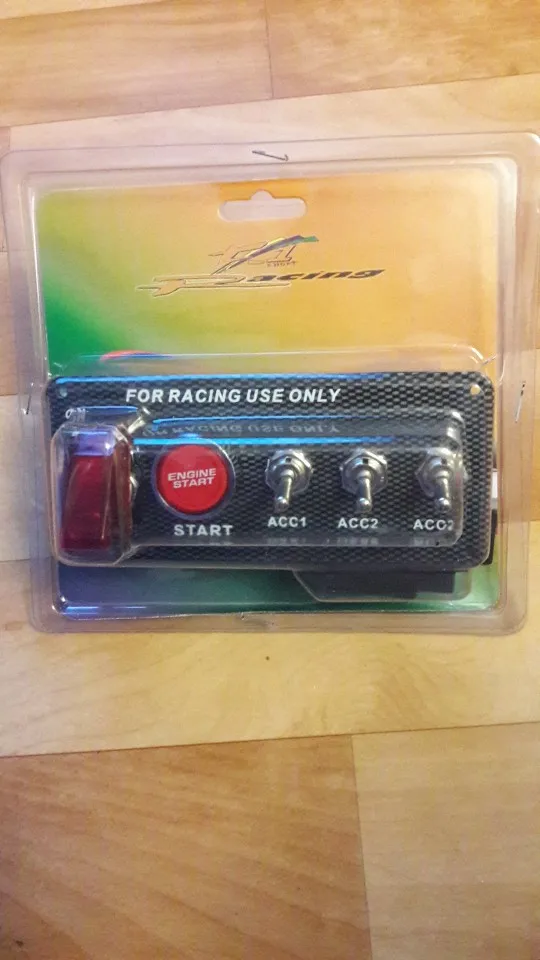 Racing
FOR RACING USE ONLY
ENGINE
START
START
ACC1
ACC2
ACC2